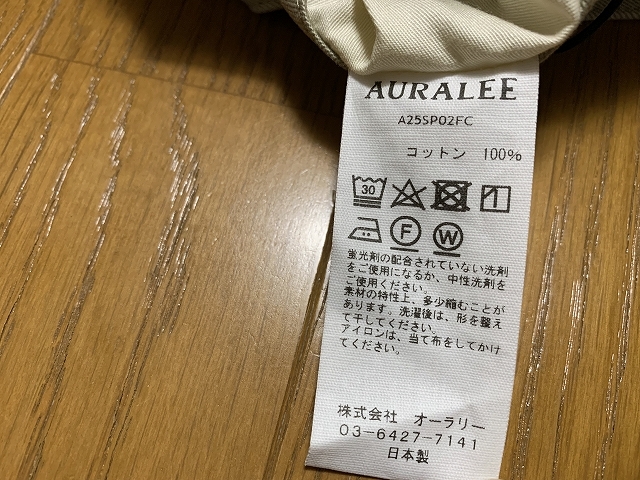 AURALEE
A25SP02FC
コットン 100%
30
F W
蛍光剤の配合されていない洗剤
をご使用になるか、中性洗剤を
ご使用ください。
素材の特性上、多少縮むことが
あります。洗濯後は、形を整え
て干してください。
アイロンは、当て布をしてかけ
てください。
株式会社 オーラリー
03-6427-7141
日本製